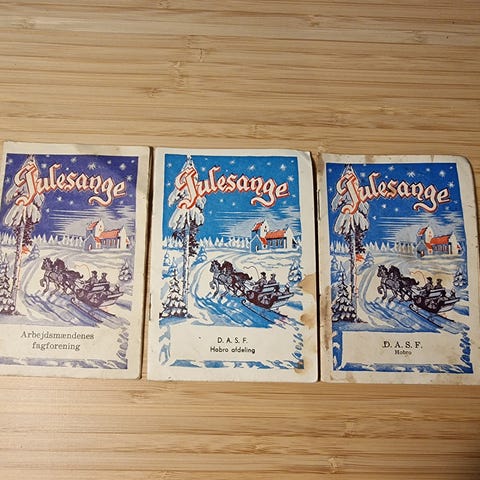 Julesange
Arbejdsmændenes
fagforening
Julesange
D. A. S. F.
Hobro afdeling
Julesange
D. A. S. F.
Hobro